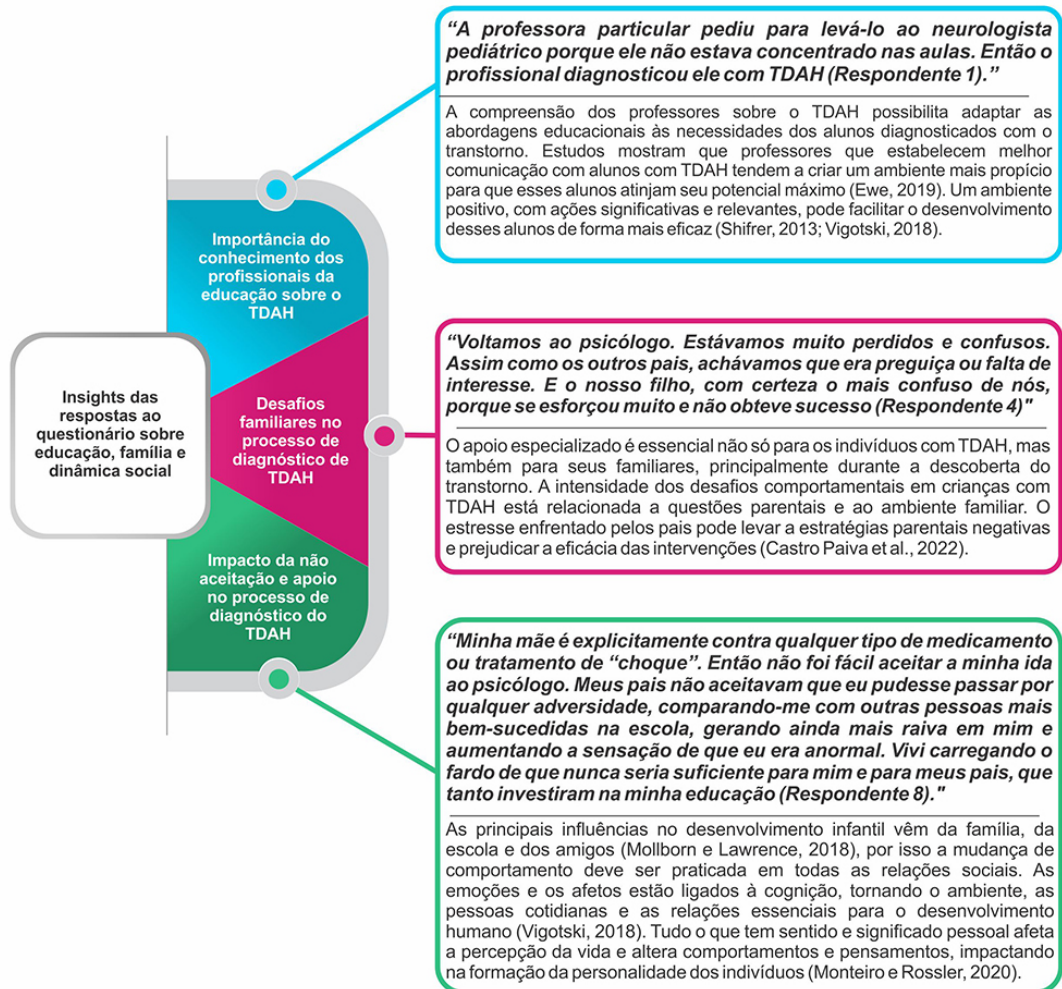 “A professora particular pediu para levá-lo ao neurologista
pediátrico porque ele não estava concentrado nas aulas. Então o
profissional diagnosticou ele com TDAH (Respondente 1).”
A compreensão dos professores sobre o TDAH possibilita adaptar as
abordagens educacionais às necessidades dos alunos diagnosticados com o
transtorno. Estudos mostram que professores que estabelecem melhor
comunicação com alunos com TDAH tendem a criar um ambiente mais propício
para que esses alunos atinjam seu potencial máximo (Ewe, 2019). Um ambiente
positivo, com ações significativas e relevantes, pode facilitar o desenvolvimento
desses alunos de forma mais eficaz (Shifrer, 2013; Vigotski, 2018).
Importância do
conhecimento dos
profissionais da
educação sobre o
TDAH
Insights das
respostas ao
questionário sobre
educação, família e
dinâmica social
Desafios
familiares no
processo de
diagnóstico de
TDAH
“Voltamos ao psicólogo. Estávamos muito perdidos e confusos.
Assim como os outros pais, achávamos que era preguiça ou falta de
interesse. E o nosso filho, com certeza o mais confuso de nós,
porque se esforçou muito e não obteve sucesso (Respondente 4)"
O apoio especializado é essencial não só para os indivíduos com TDAH, mas
também para seus familiares, principalmente durante a descoberta do
transtorno. A intensidade dos desafios comportamentais em crianças com
TDAH está relacionada a questões parentais e ao ambiente familiar. O
estresse enfrentado pelos pais pode levar a estratégias parentais negativas
e prejudicar a eficácia das intervenções (Castro Paiva et al., 2022).
Impacto da não
aceitação e apoio
no processo de
diagnóstico do
TDAH
“Minha mãe é explicitamente contra qualquer tipo de medicamento
ou tratamento de “choque”. Então não foi fácil aceitar a minha ida
ao psicólogo. Meus pais não aceitavam que eu pudesse passar por
qualquer adversidade, comparando-me com outras pessoas mais
bem-sucedidas na escola, gerando ainda mais raiva em mim e
aumentando a sensação de que eu era anormal. Vivi carregando o
fardo de que nunca seria suficiente para mim e para meus pais, que
tanto investiram na minha educação (Respondente 8)."
As principais influências no desenvolvimento infantil vêm da família, da
escola e dos amigos (Mollborn e Lawrence, 2018), por isso a mudança de
comportamento deve ser praticada em todas as relações sociais. As
emoções e os afetos estão ligados à cognição, tornando o ambiente, as
pessoas cotidianas e as relações essenciais para o desenvolvimento
humano (Vigotski, 2018). Tudo o que tem sentido e significado pessoal afeta
a percepção da vida e altera comportamentos e pensamentos, impactando
na formação da personalidade dos indivíduos (Monteiro e Rossler, 2020).